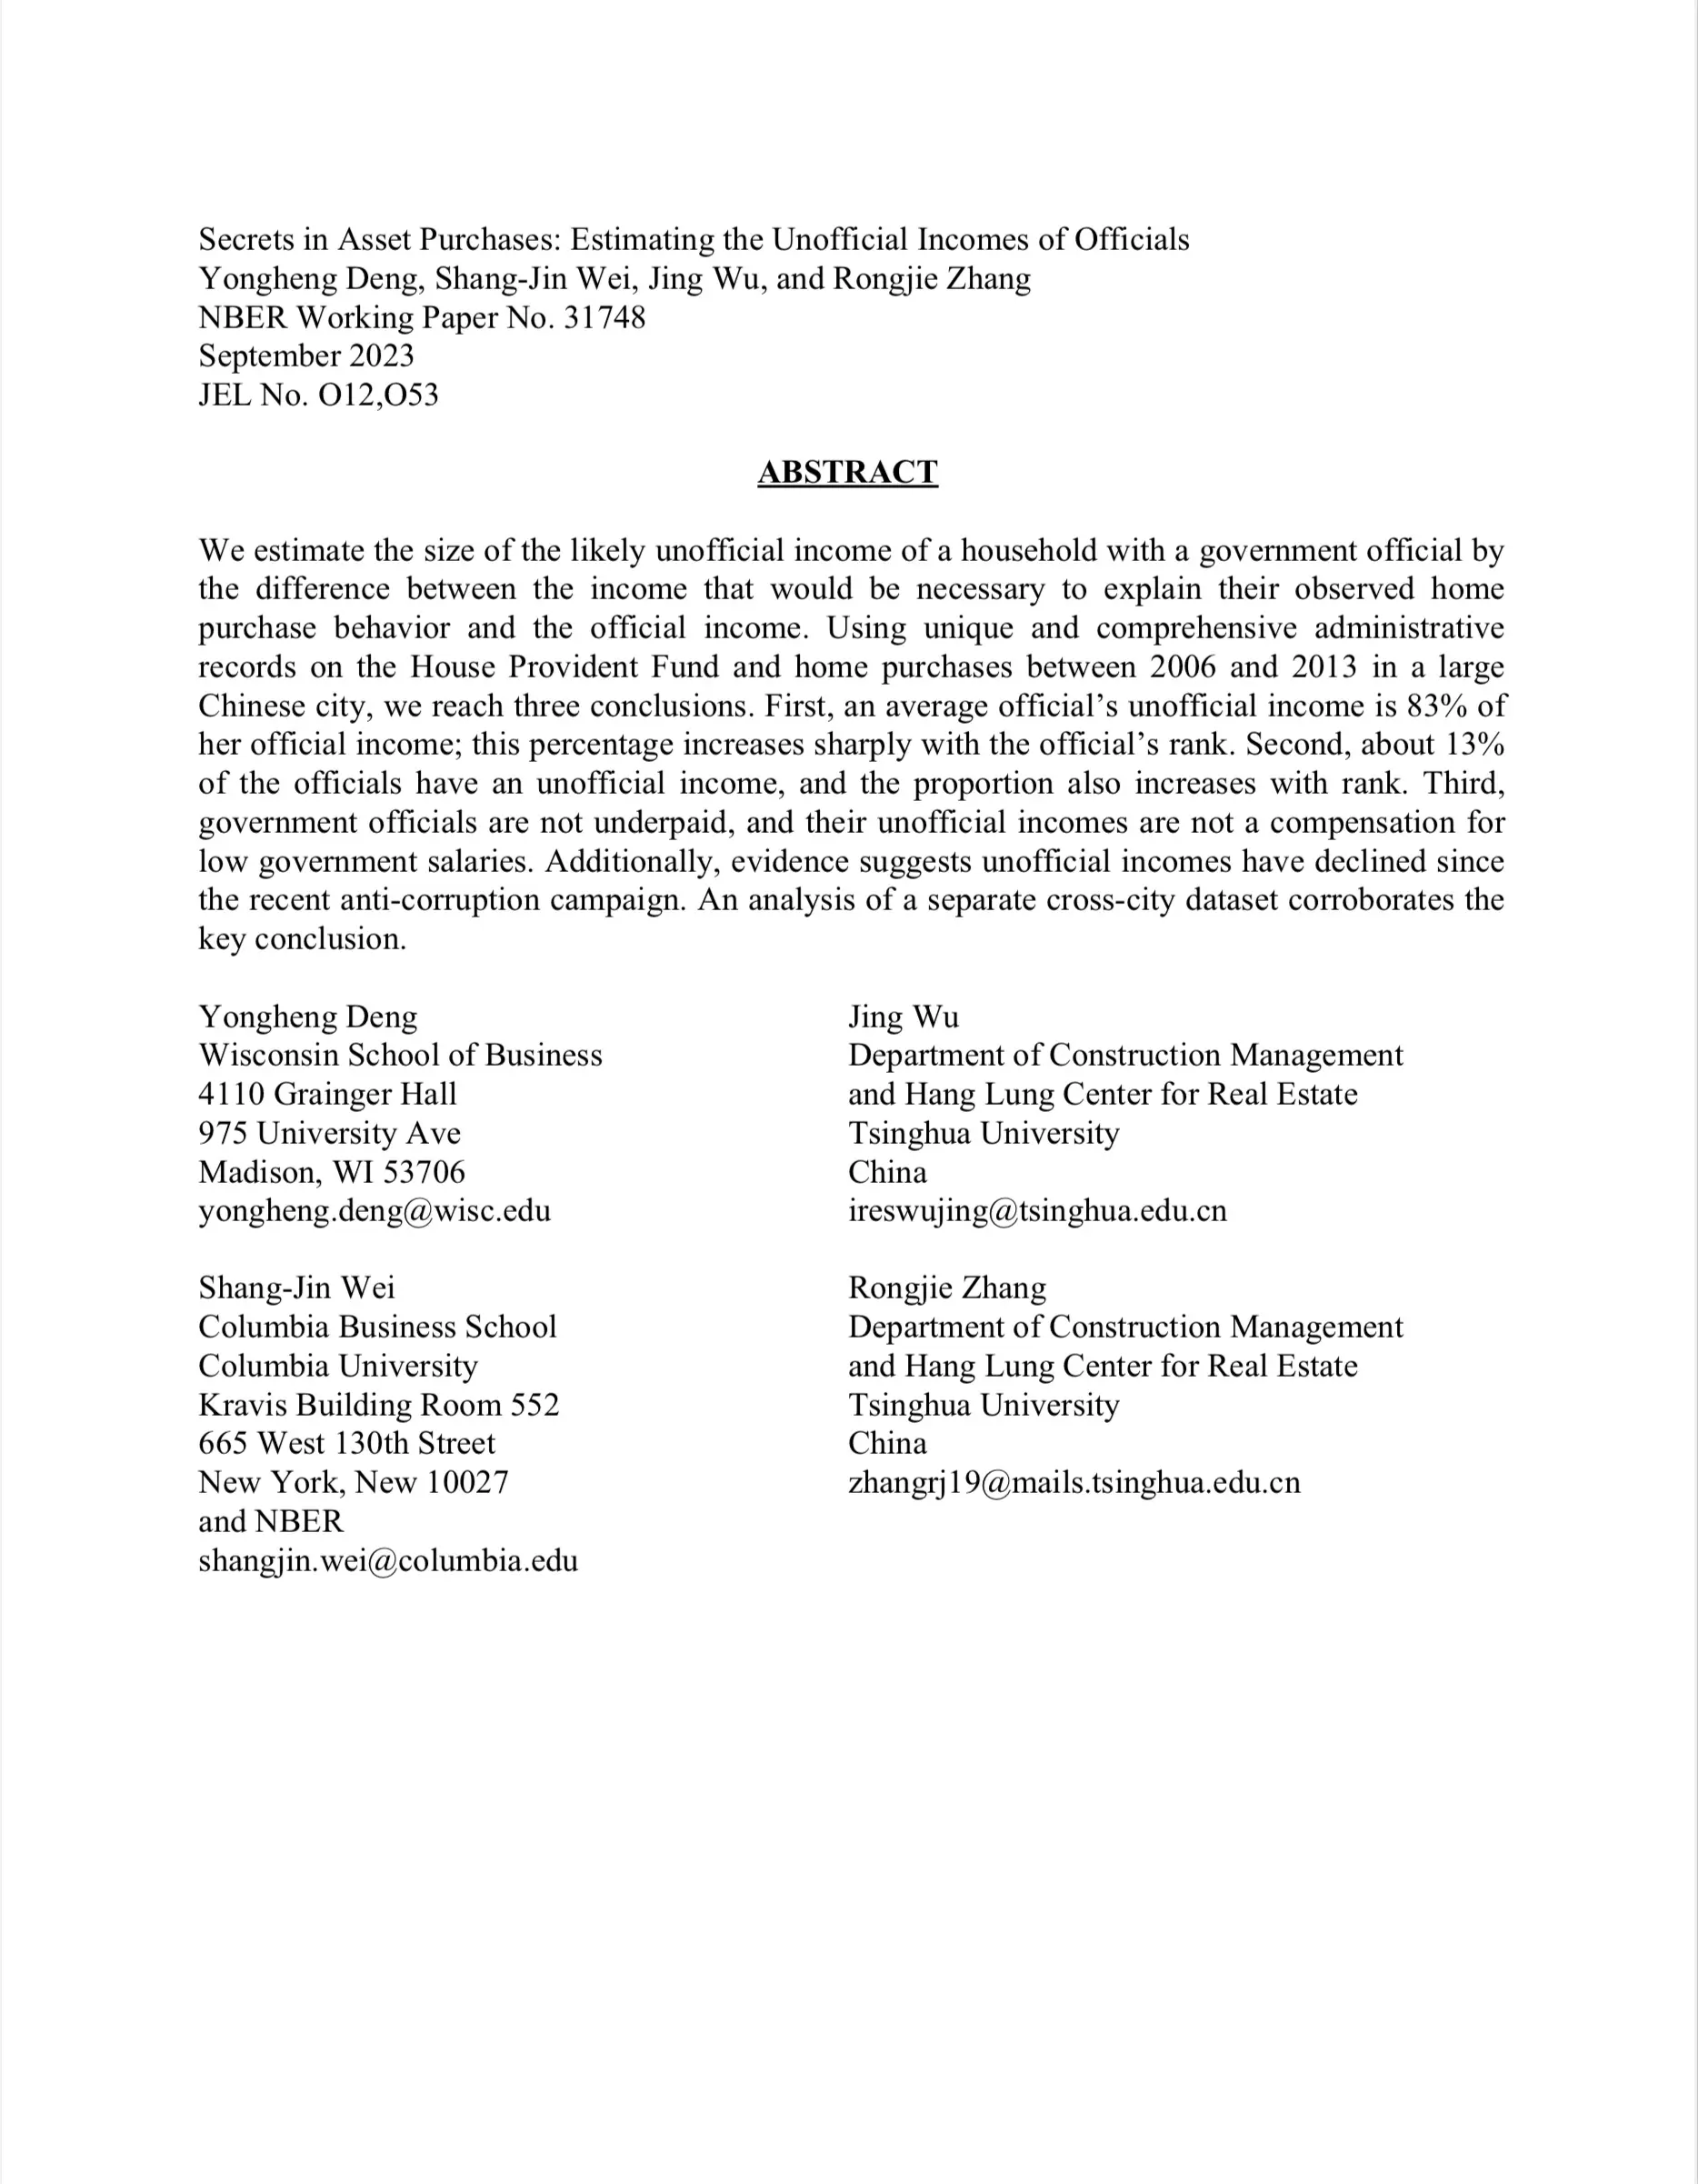 Secrets in Asset Purchases: Estimating the Unofficial Incomes of Officials
Yongheng Deng, Shang-Jin Wei, Jing Wu, and Rongjie Zhang
NBER Working Paper No. 31748
September 2023
JEL No. O12,O53
ABSTRACT
We estimate the size of the likely unofficial income of a household with a government official by
the difference between the income that would be necessary to explain their observed home
purchase behavior and the official income. Using unique and comprehensive administrative
records on the House Provident Fund and home purchases between 2006 and 2013 in a large
Chinese city, we reach three conclusions. First, an average official’s unofficial income is 83% of
her official income; this percentage increases sharply with the official’s rank. Second, about 13%
of the officials have an unofficial income, and the proportion also increases with rank. Third,
government officials are not underpaid, and their unofficial incomes are not a compensation for
low government salaries. Additionally, evidence suggests unofficial incomes have declined since
the recent anti-corruption campaign. An analysis of a separate cross-city dataset corroborates the
key conclusion.
Yongheng Deng
Wisconsin School of Business
4110 Grainger Hall
975 University Ave
Madison, WI 53706
yongheng.deng@wisc.edu
Shang-Jin Wei
Columbia Business School
Columbia University
Kravis Building Room 552
665 West 130th Street
New York, New 10027
and NBER
shangjin.wei@columbia.edu
Jing Wu
Department of Construction Management
and Hang Lung Center for Real Estate
Tsinghua University
China
ireswujing@tsinghua.edu.cn
Rongjie Zhang
Department of Construction Management
and Hang Lung Center for Real Estate
Tsinghua University
China
zhangrj19@mails.tsinghua.edu.cn